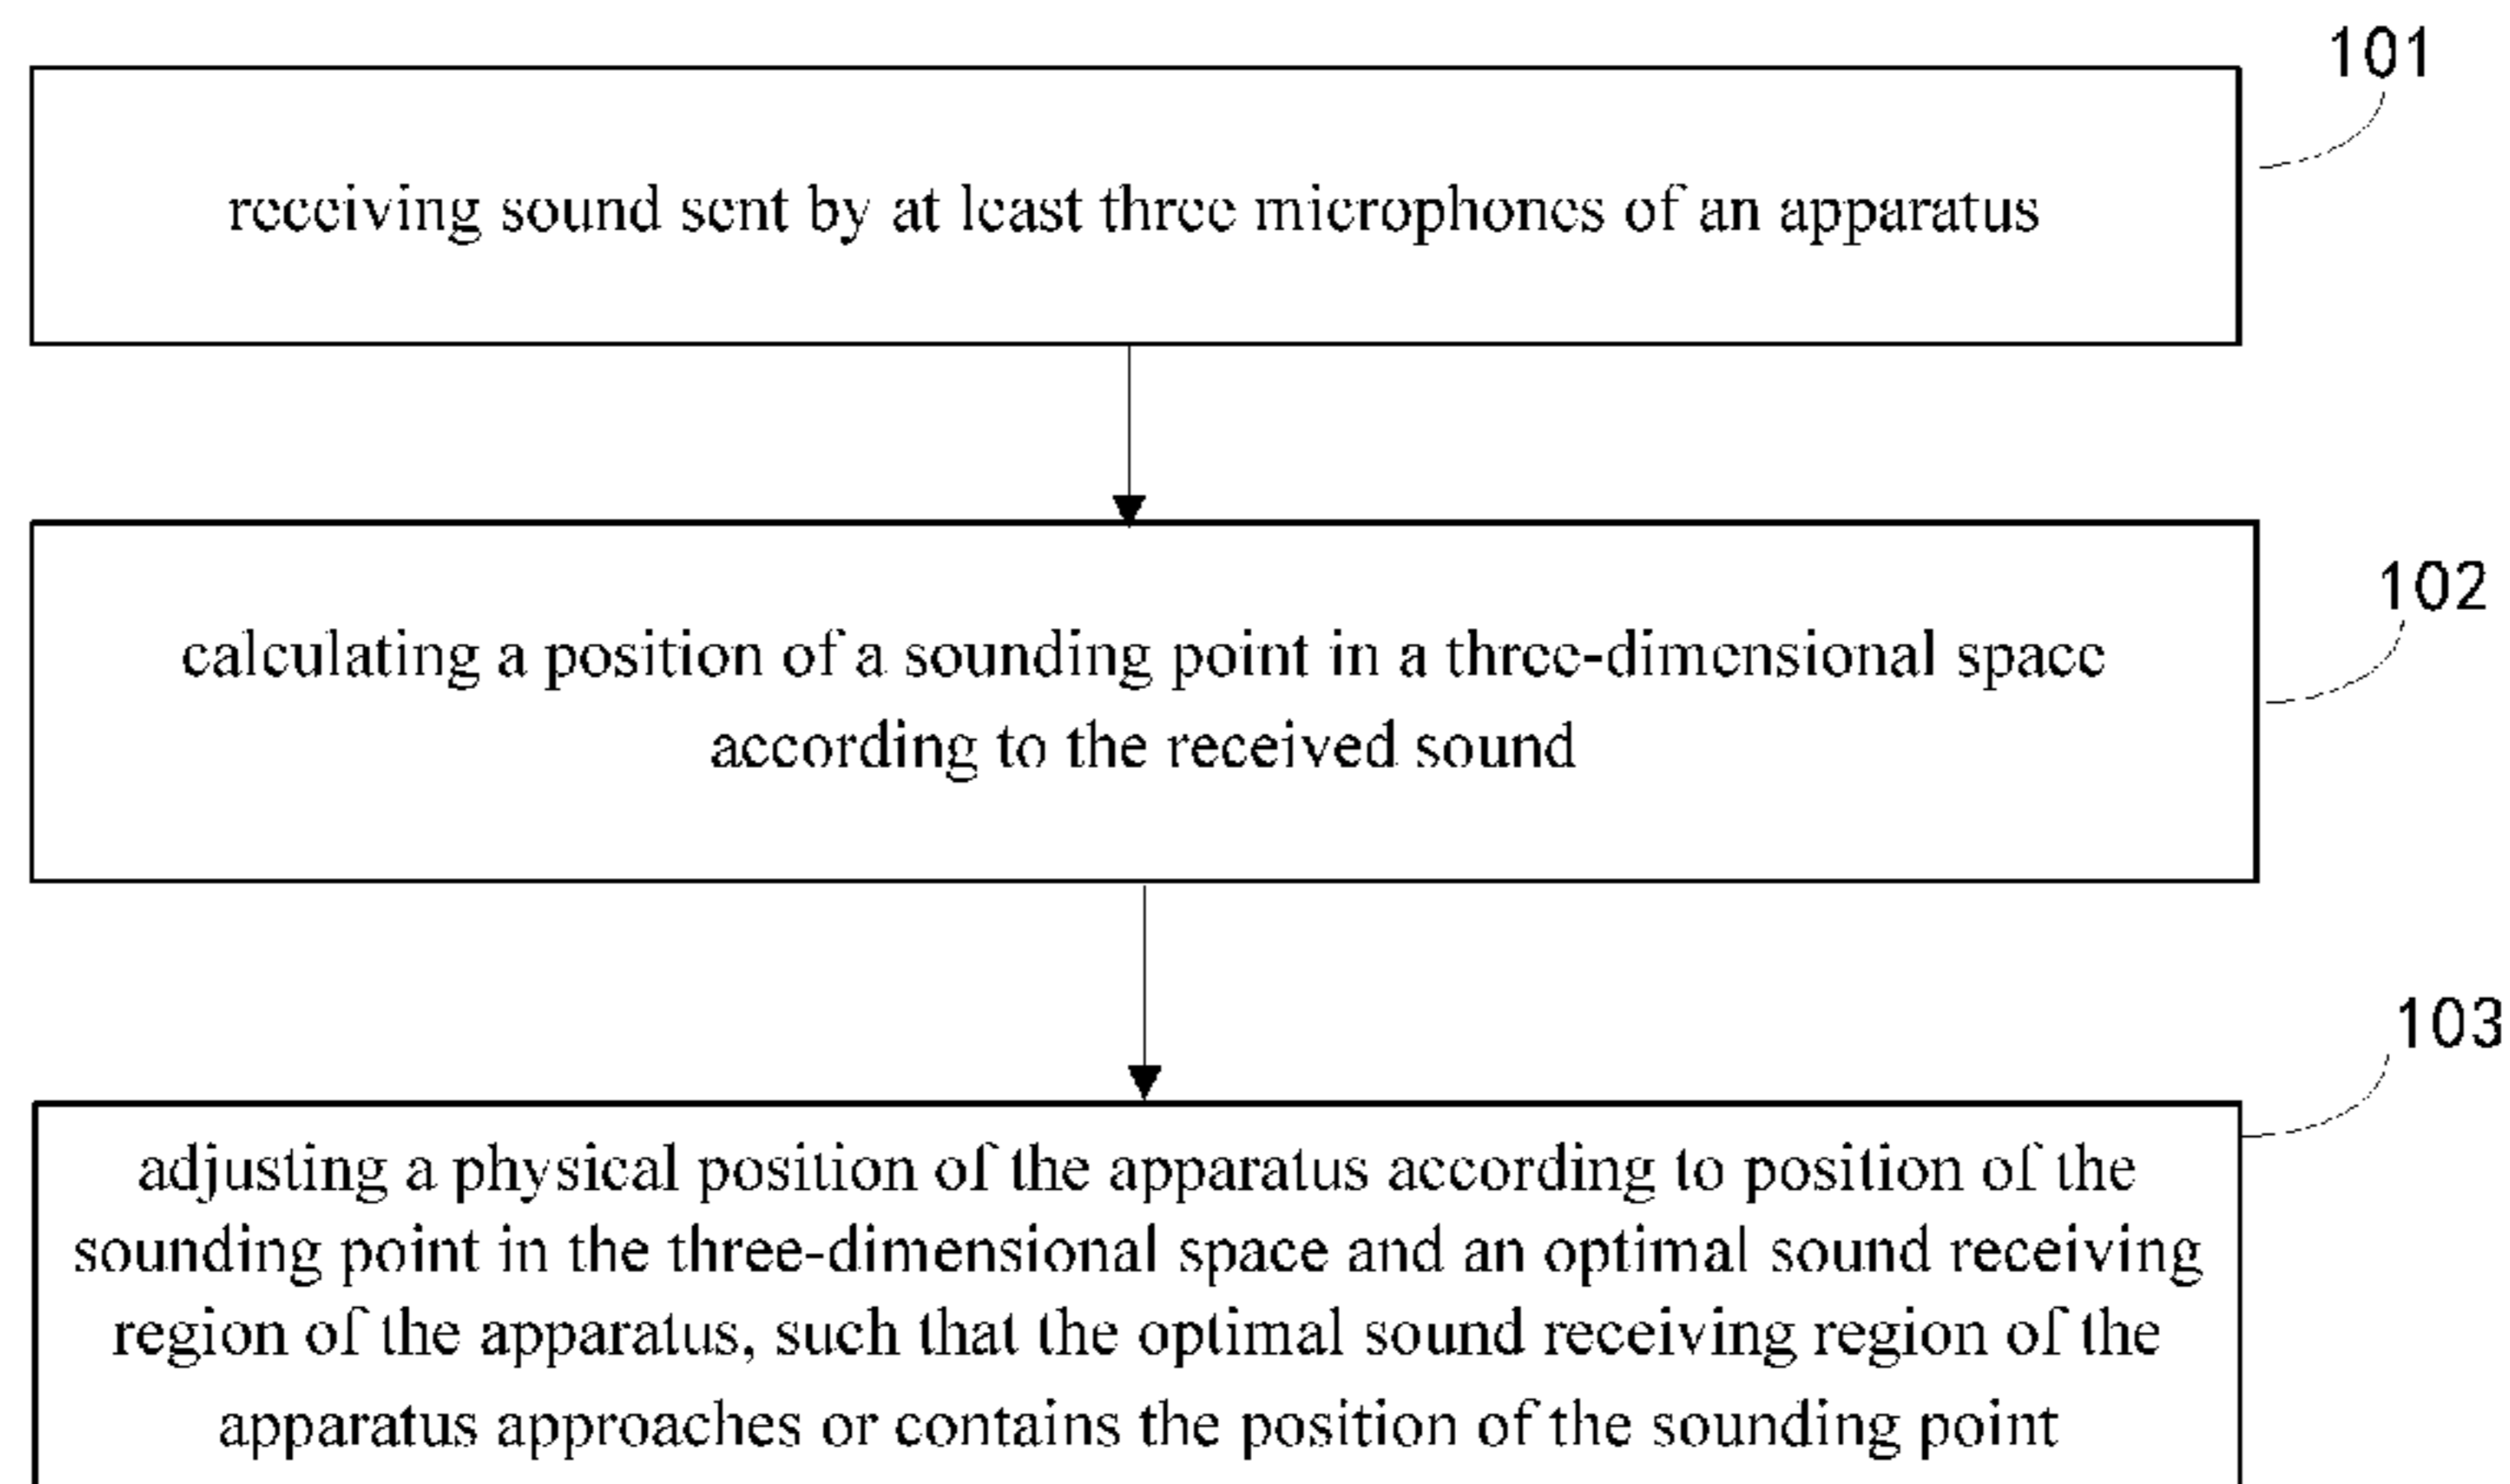 101
receiving sound sent by at least three microphones of an apparatus
102
calculating a position of a sounding point in a three-dimensional space
according to the received sound
103
adjusting a physical position of the apparatus according to position of the
sounding point in the three-dimensional space and an optimal sound receiving
region of the apparatus, such that the optimal sound receiving region of the
apparatus approaches or contains the position of the sounding point